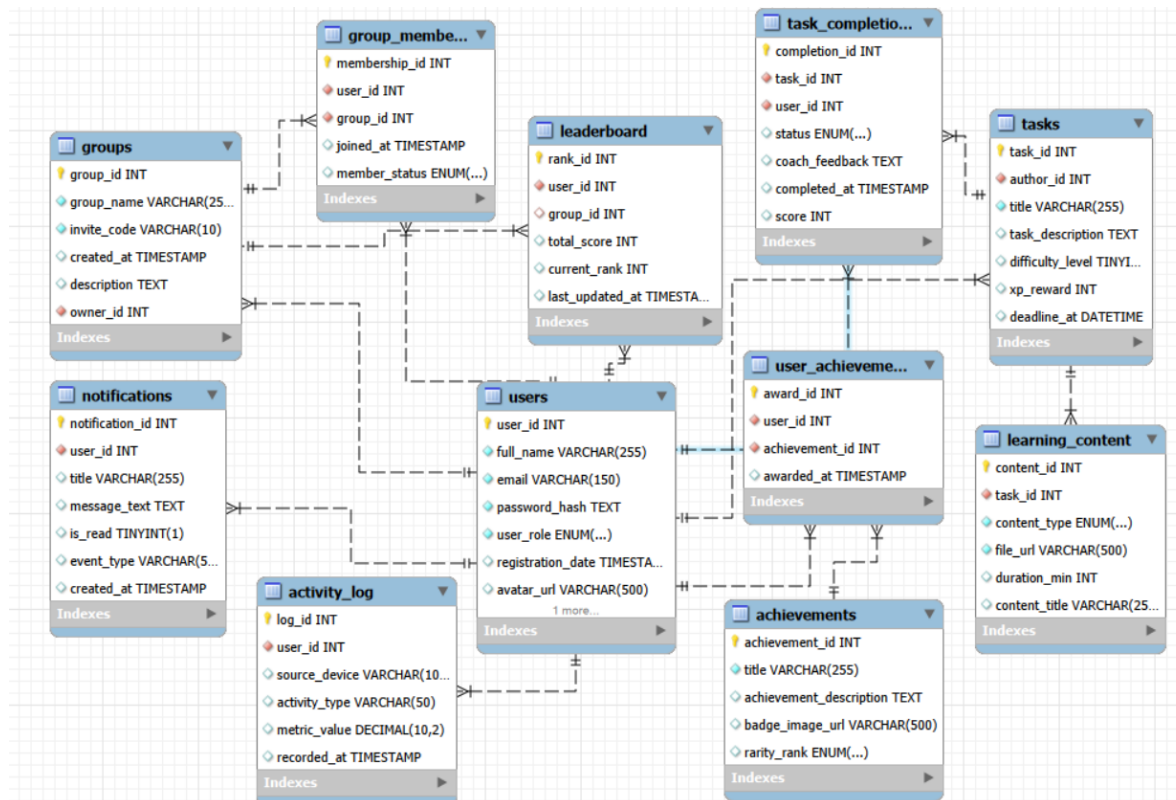 group_membe...
membership_id INT
user_id INT
group_id INT
joined_at TIMESTAMP
member_status ENUM(...)
Indexes
task_completio...
completion_id INT
task_id INT
user_id INT
status ENUM(...)
coach_feedback TEXT
completed_at TIMESTAMP
score INT
Indexes
groups
group_id INT
group_name VARCHAR(25...
invite_code VARCHAR(10)
created_at TIMESTAMP
description TEXT
owner_id INT
Indexes
leaderboard
rank_id INT
user_id INT
group_id INT
total_score INT
current_rank INT
last_updated_at TIMESTA...
Indexes
tasks
task_id INT
author_id INT
title VARCHAR(255)
task_description TEXT
difficulty_level TINYI...
xp_reward INT
deadline_at DATETIME
Indexes
notifications
notification_id INT
user_id INT
title VARCHAR(255)
message_text TEXT
is_read TINYINT(1)
event_type VARCHAR(5...
created_at TIMESTAMP
Indexes
users
user_id INT
full_name VARCHAR(255)
email VARCHAR(150)
password_hash TEXT
user_role ENUM(...)
registration_date TIMESTA...
avatar_url VARCHAR(500)
1 more...
Indexes
user_achieveme...
award_id INT
user_id INT
achievement_id INT
awarded_at TIMESTAMP
Indexes
learning_content
content_id INT
task_id INT
content_type ENUM(...)
file_url VARCHAR(500)
duration_min INT
content_title VARCHAR(25...
Indexes
activity_log
log_id INT
user_id INT
source_device VARCHAR(10...
activity_type VARCHAR(50)
metric_value DECIMAL(10,2)
recorded_at TIMESTAMP
Indexes
achievements
achievement_id INT
title VARCHAR(255)
achievement_description TEXT
badge_image_url VARCHAR(500)
rarity_rank ENUM(...)
Indexes